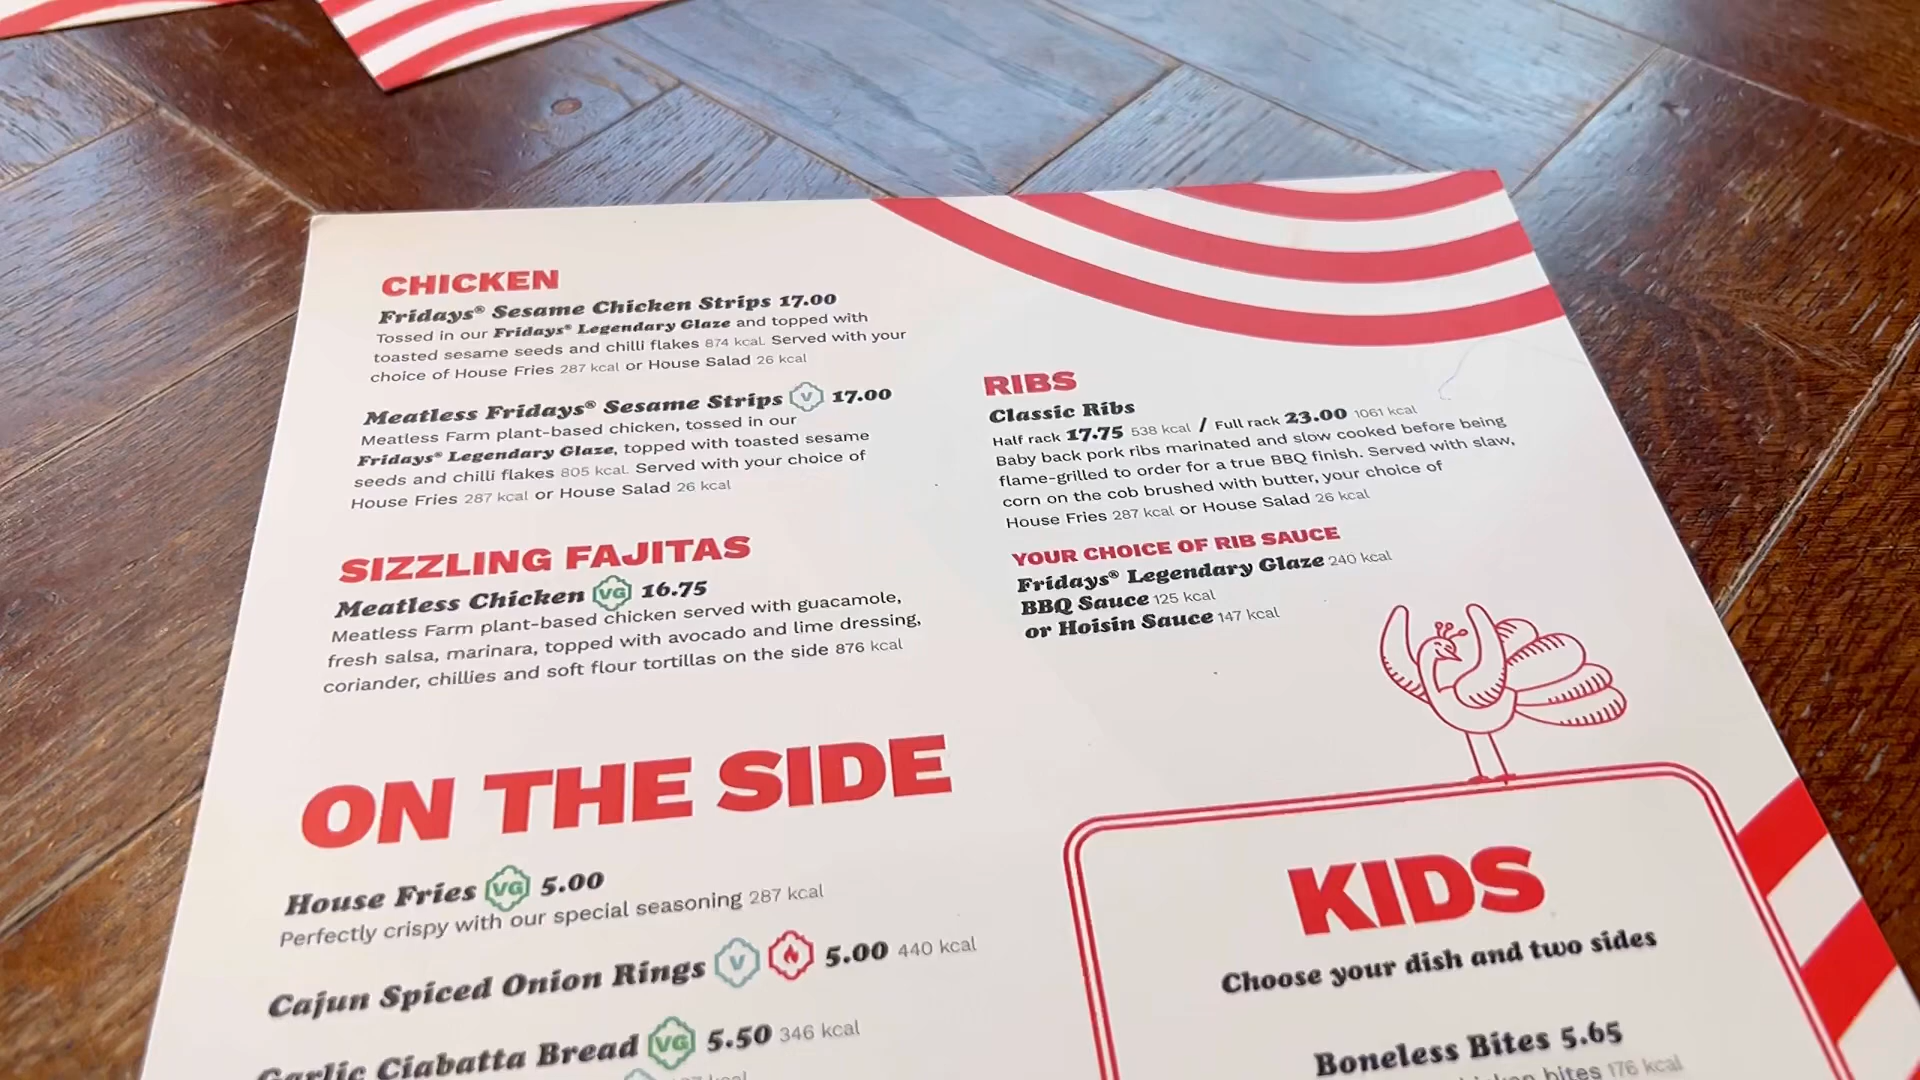 CHICKEN
Fridays® Sesame Chicken Strips 17.00
Tossed in our Fridays® Legendary Glaze and topped with
toasted sesame seeds and chilli flakes 874 kcal. Served with your
choice of House Fries 287 kcal or House Salad 26 kcal
Meatless Fridays® Sesame Strips V 17.00
Meatless Farm plant-based chicken, tossed in our
Fridays® Legendary Glaze, topped with toasted sesame
seeds and chilli flakes 805 kcal. Served with your choice of
House Fries 287 kcal or House Salad 26 kcal
SIZZLING FAJITAS
Meatless Chicken VG 16.75
Meatless Farm plant-based chicken served with guacamole,
fresh salsa, marinara, topped with avocado and lime dressing,
coriander, chillies and soft flour tortillas on the side 876 kcal
RIBS
Classic Ribs
Half rack 17.75 538 kcal / Full rack 23.00 1061 kcal
Baby back pork ribs marinated and slow cooked before being
flame-grilled to order for a true BBQ finish. Served with slaw,
corn on the cob brushed with butter, your choice of
House Fries 287 kcal or House Salad 26 kcal
YOUR CHOICE OF RIB SAUCE
Fridays® Legendary Glaze 240 kcal
BBQ Sauce 125 kcal
or Hoisin Sauce 147 kcal
ON THE SIDE
House Fries VG 5.00
Perfectly crispy with our special seasoning 287 kcal
Cajun Spiced Onion Rings V 5.00 440 kcal
Garlic Ciabatta Bread VG 5.50 346 kcal
kcal
KIDS
Choose your dish and two sides
Boneless Bites 5.65
bites 176 kcal